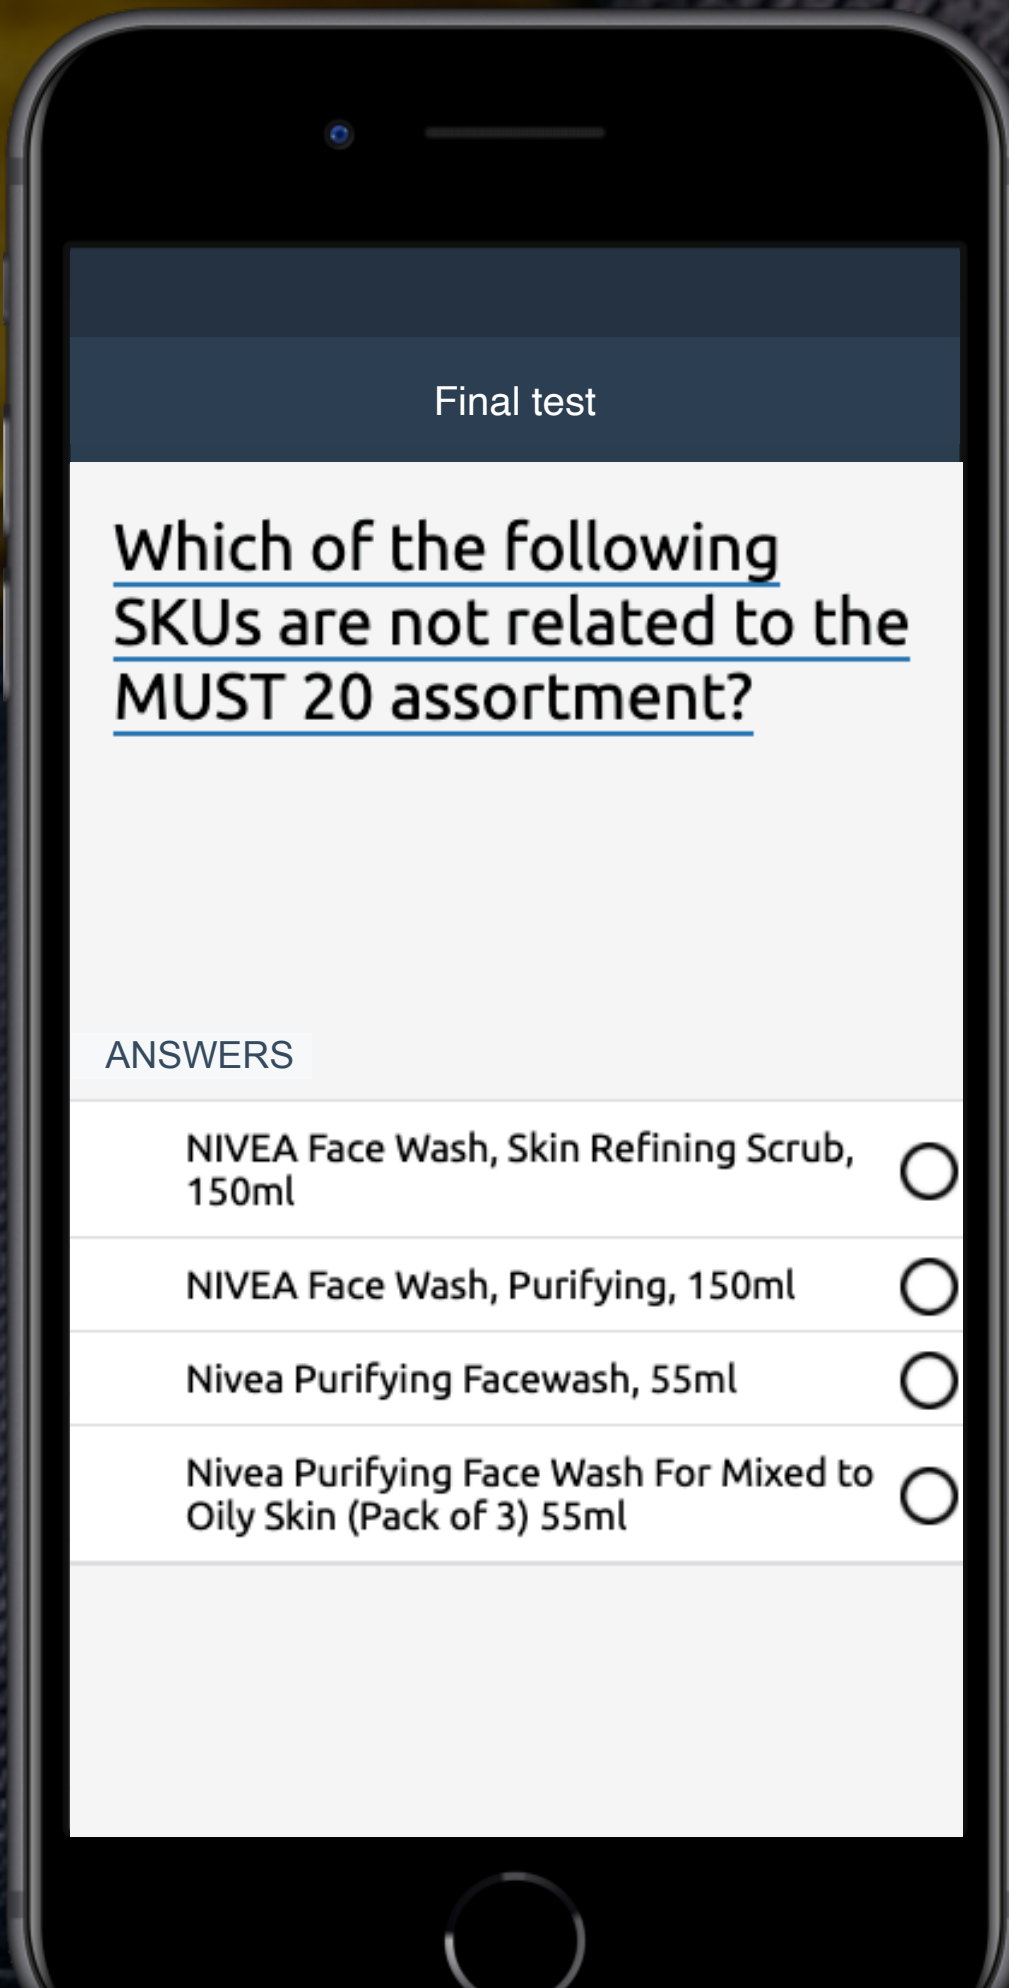 Final test
Which of the following
SKUs are not related to the
MUST 20 assortment?
ANSWERS
NIVEA Face Wash, Skin Refining Scrub,
150ml
NIVEA Face Wash, Purifying, 150ml
Nivea Purifying Facewash, 55ml
Nivea Purifying Face Wash For Mixed to
Oily Skin (Pack of 3) 55ml